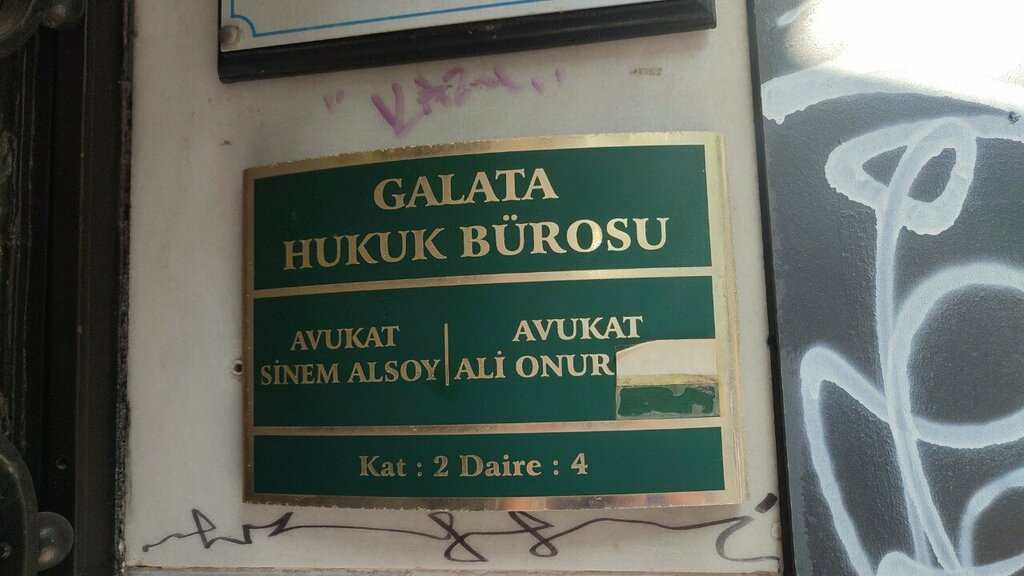 GALATA
HUKUK BÜROSU
AVUKAT
SİNEM ALSOY
AVUKAT
ALİ ONUR
Kat : 2 Daire : 4